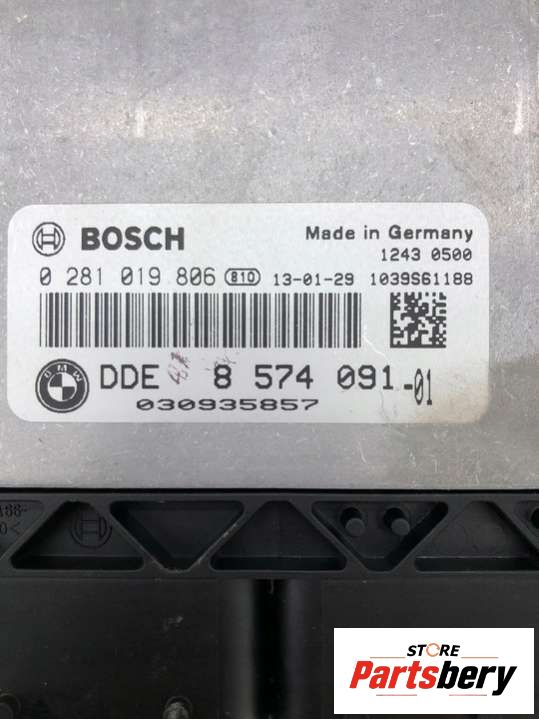 BOSCH
Made in Germany
1243 0500
0 281 019 806 810 13-01-29 1039S61188
BMW
DDE 8 574 091-01
030935857
STORE
Partsbery